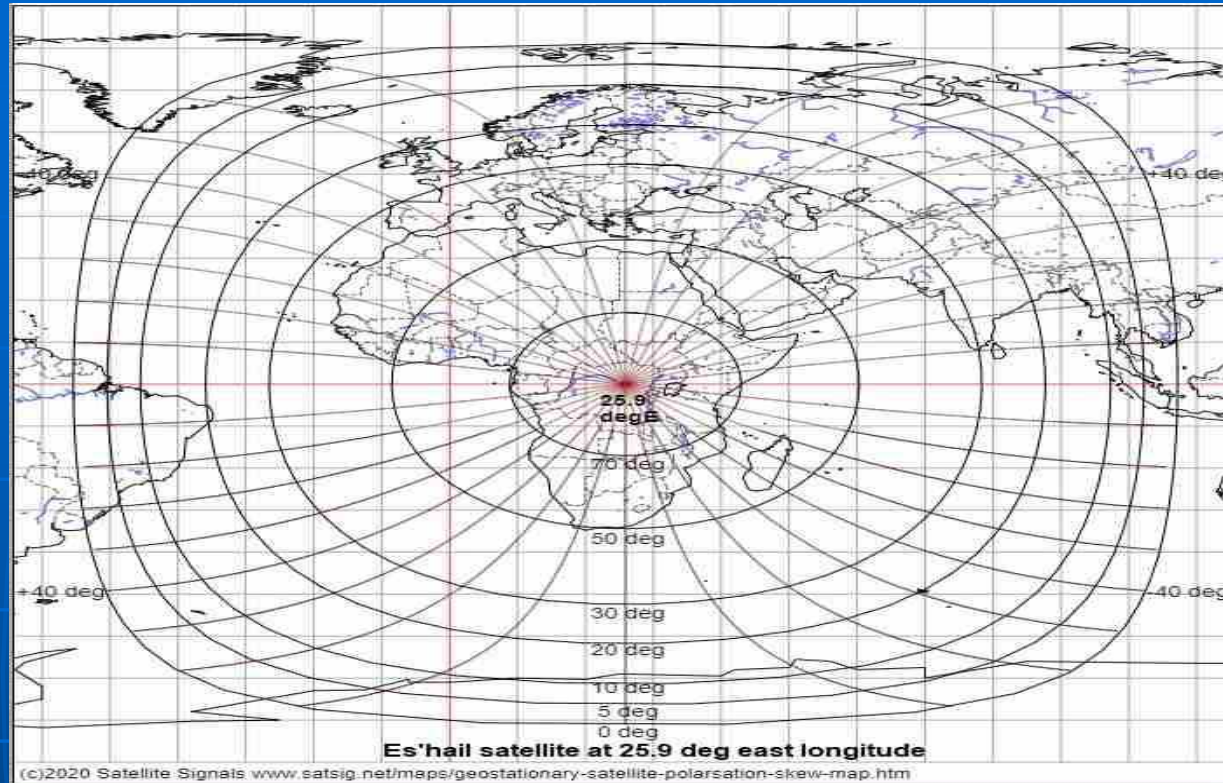 -40 deg
+40 deg
25.9
degE
70 deg
50 deg
+40 deg
-40 deg
30 deg
20 deg
10 deg
5 deg
0 deg
Es'hail satellite at 25.9 deg east longitude
(c)2020 Satellite Signals www.satsig.net/maps/geostationary-satellite-polarsation-skew-map.htm